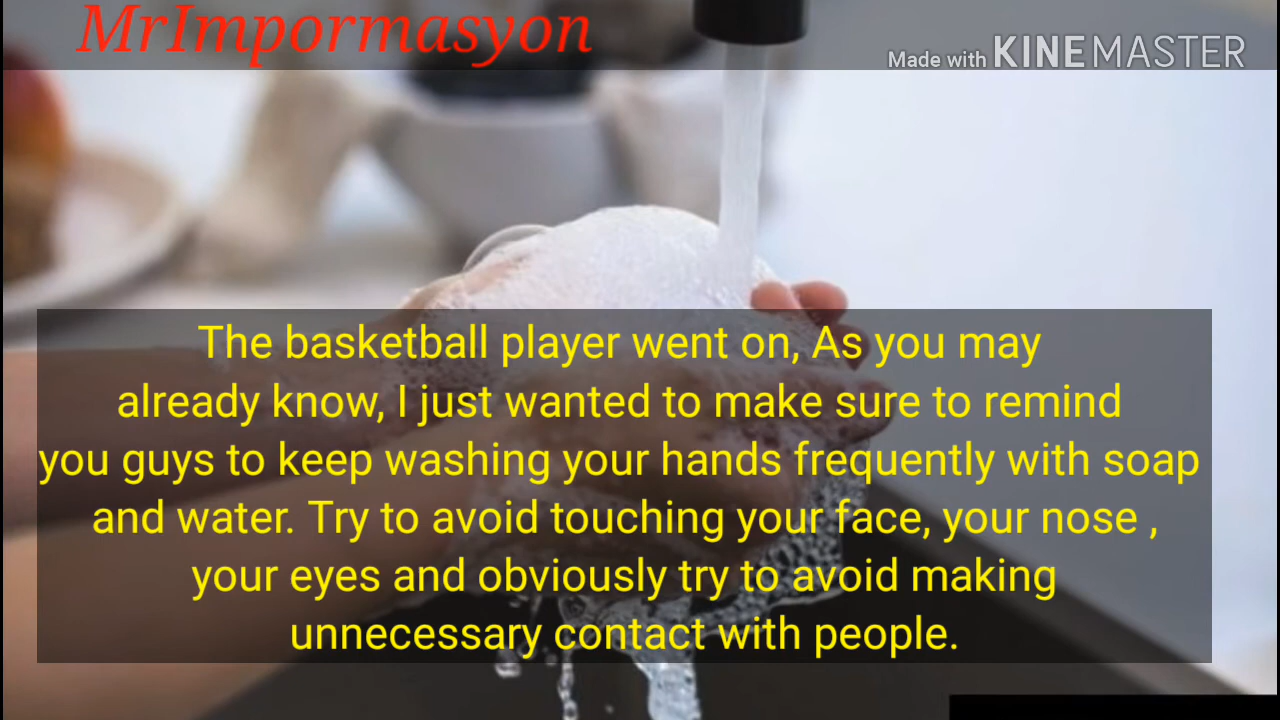 MrImpormasyon
Made with KINEMASTER
The basketball player went on, As you may
already know, I just wanted to make sure to remind
you guys to keep washing your hands frequently with soap
and water. Try to avoid touching your face, your nose ,
your eyes and obviously try to avoid making
unnecessary contact with people.